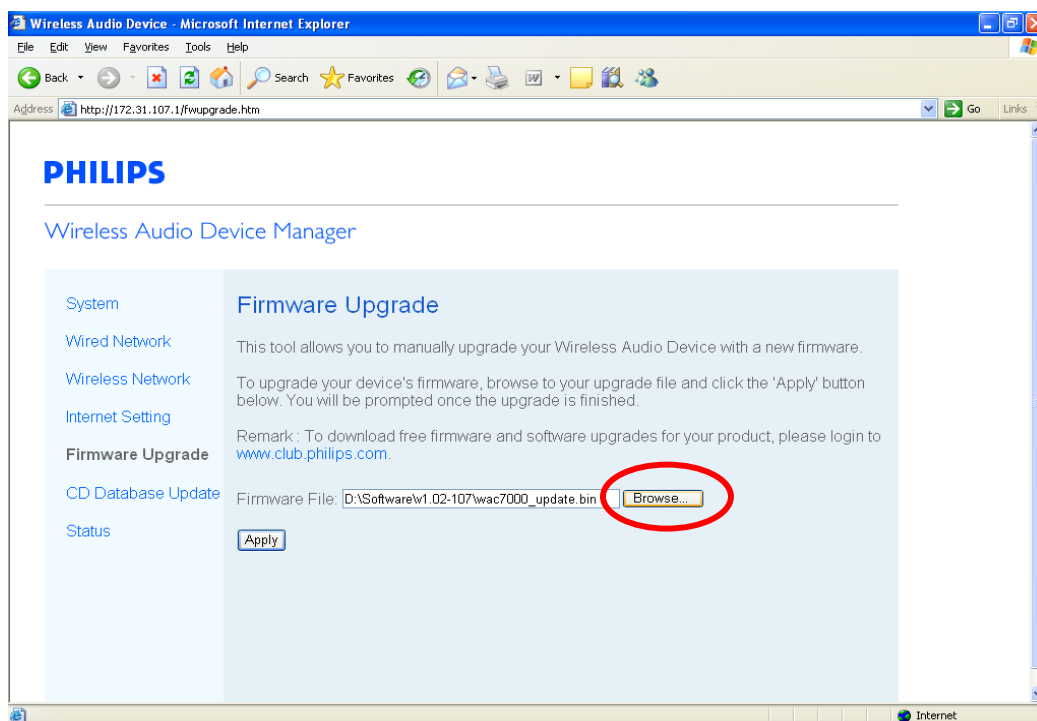 Wireless Audio Device - Microsoft Internet Explorer
File Edit View Favorites Tools Help
Back Search Favorites
Address http://172.31.107.1/fwupgrade.htm Go Links
PHILIPS
Wireless Audio Device Manager
System
Wired Network
Wireless Network
Internet Setting
Firmware Upgrade
CD Database Update
Status
Firmware Upgrade
This tool allows you to manually upgrade your Wireless Audio Device with a new firmware.
To upgrade your device's firmware, browse to your upgrade file and click the 'Apply' button
below. You will be prompted once the upgrade is finished.
Remark : To download free firmware and software upgrades for your product, please login to
www.club.philips.com.
Firmware File: D:\Software\v1.02-107\wac7000_update.bin Browse...
Apply
Internet